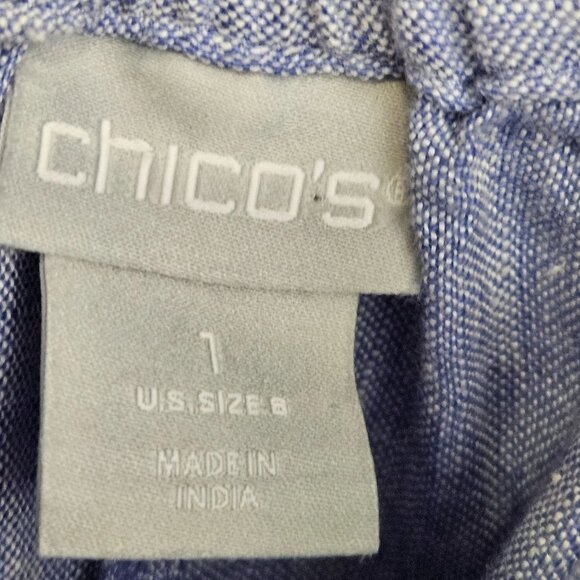 chico's®
1
U.S. SIZE 8
MADE IN
INDIA